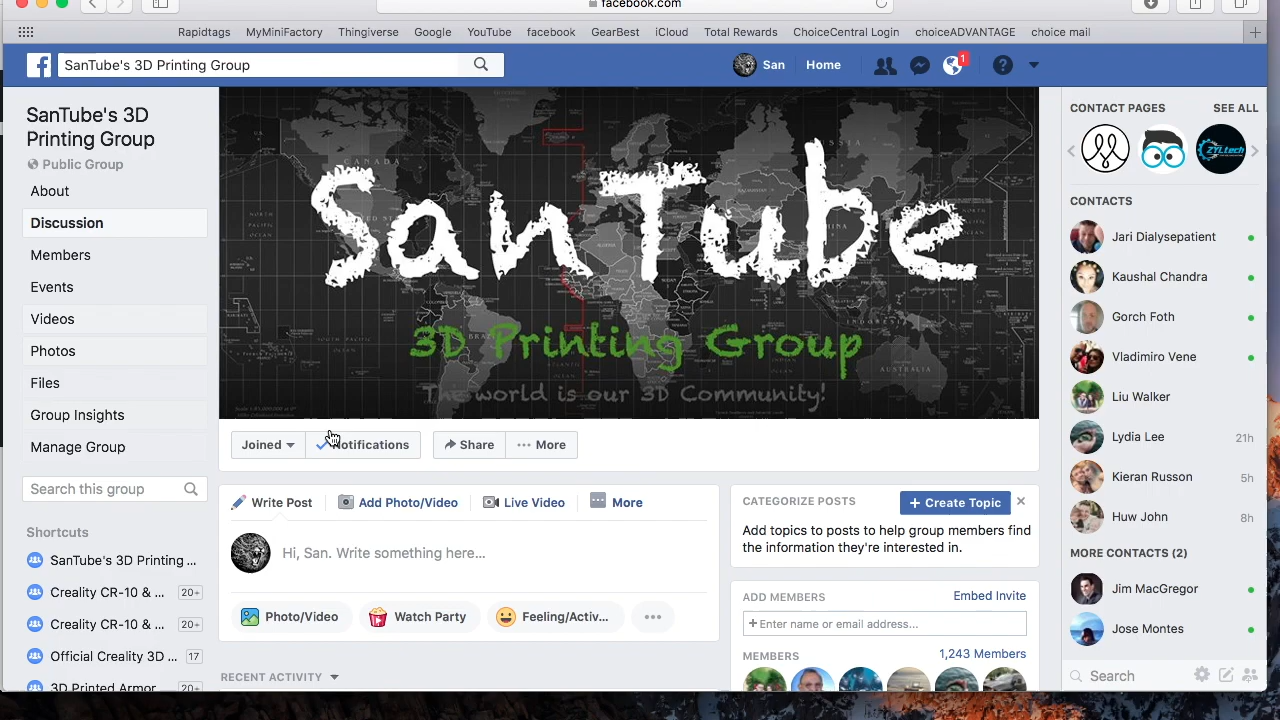 facebook.com
Rapidtags MyMiniFactory Thingiverse Google YouTube facebook GearBest iCloud Total Rewards ChoiceCentral Login choiceADVANTAGE choice mail
SanTube's 3D Printing Group
San Home 1
SanTube's 3D
Printing Group
Public Group
About
Discussion
Members
Events
Videos
Photos
Files
Group Insights
Manage Group
Search this group
Shortcuts
SanTube's 3D Printing ...
Creality CR-10 & ... 20+
Creality CR-10 & ... 20+
Official Creality 3D ... 17
3D Printed Armor 20+
SanTube
3D Printing Group
The world is our 3D Community!
Joined Notifications Share More
Write Post Add Photo/Video Live Video More
Hi, San. Write something here...
Photo/Video Watch Party Feeling/Activ...
RECENT ACTIVITY
CATEGORIZE POSTS + Create Topic
Add topics to posts to help group members find
the information they're interested in.
ADD MEMBERS Embed Invite
+ Enter name or email address...
MEMBERS 1,243 Members
CONTACT PAGES SEE ALL
ZYLtech
CONTACTS
Jari Dialysepatient
Kaushal Chandra
Gorch Foth
Vladimiro Vene
Liu Walker
Lydia Lee 21h
Kieran Russon 5h
Huw John 8h
MORE CONTACTS (2)
Jim MacGregor
Jose Montes
Search